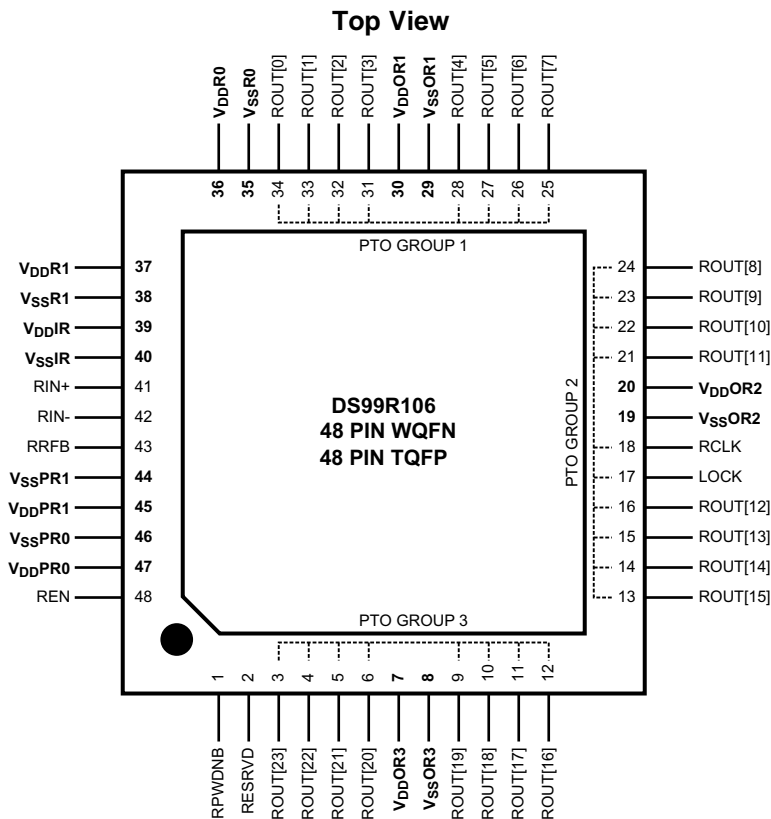 Top View
VDDR0
VSSR0
ROUT[0]
ROUT[1]
ROUT[2]
ROUT[3]
VDDOR1
VSSOR1
ROUT[4]
ROUT[5]
ROUT[6]
ROUT[7]
36
35
34
33
32
31
30
29
28
27
26
25
PTO GROUP 1
VDDR1 37
VSSR1 38
VDDIR 39
VSSIR 40
RIN+ 41
RIN- 42
RRFB 43
VSSPR1 44
VDDPR1 45
VSSPR0 46
VDDPR0 47
REN 48
DS99R106
48 PIN WQFN
48 PIN TQFP
PTO GROUP 2
24 ROUT[8]
23 ROUT[9]
22 ROUT[10]
21 ROUT[11]
20 VDDOR2
19 VSSOR2
18 RCLK
17 LOCK
16 ROUT[12]
15 ROUT[13]
14 ROUT[14]
13 ROUT[15]
PTO GROUP 3
1
2
3
4
5
6
7
8
9
10
11
12
RPWDNB
RESRVD
ROUT[23]
ROUT[22]
ROUT[21]
ROUT[20]
VDDOR3
VSSOR3
ROUT[19]
ROUT[18]
ROUT[17]
ROUT[16]